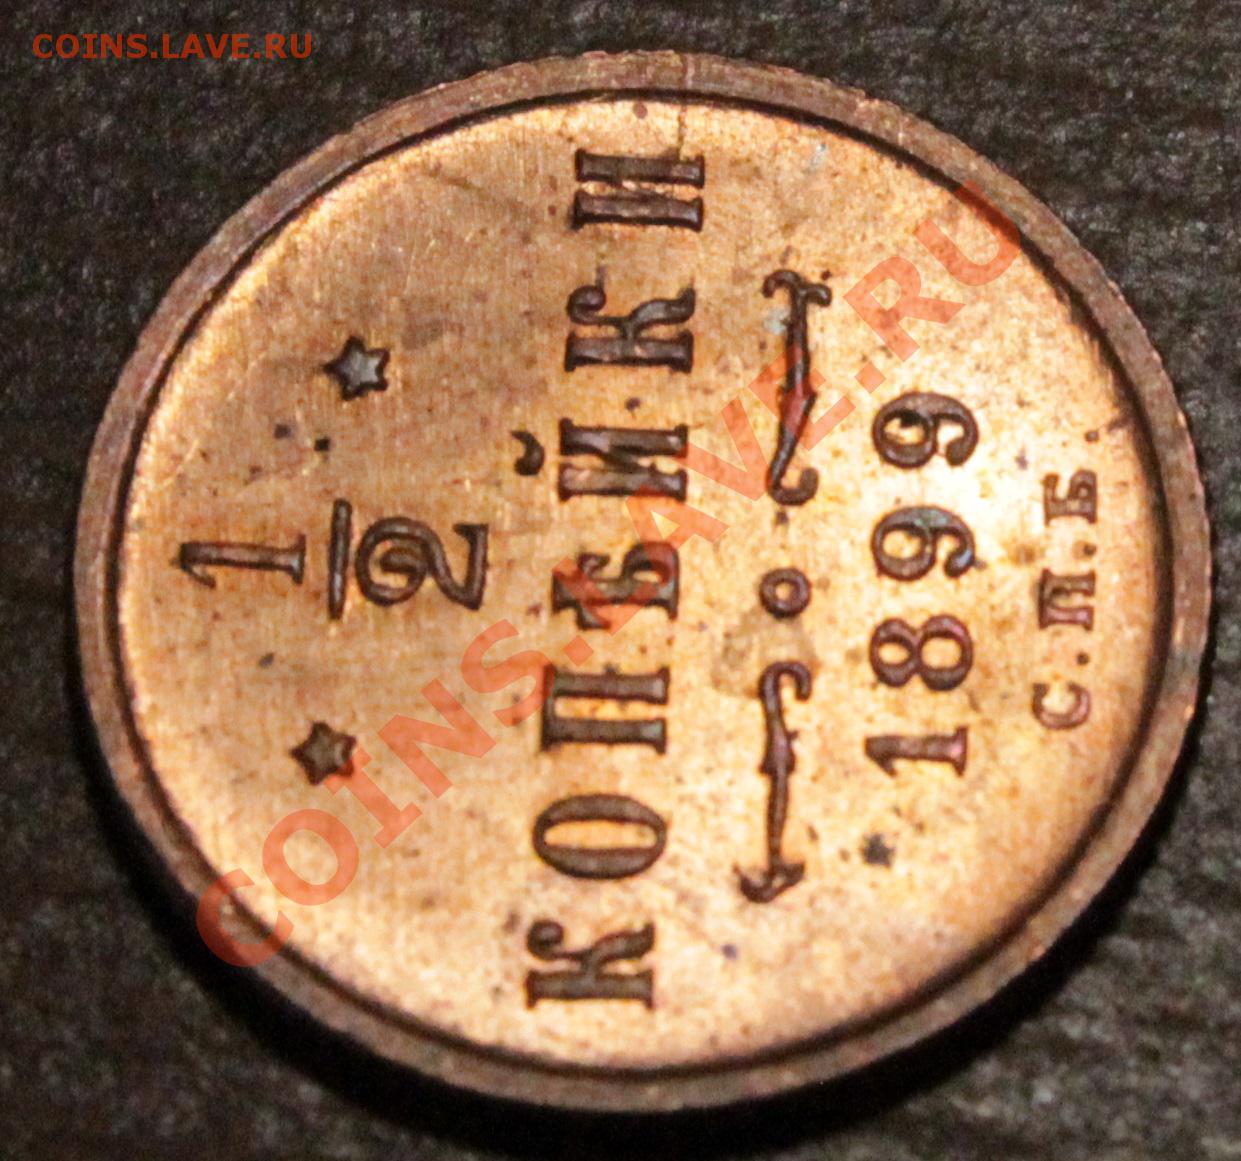 COINS.LAVE.RU
1/2
КОПѢЙКИ
1899
С.П.Б.
COINS.LAVE.RU